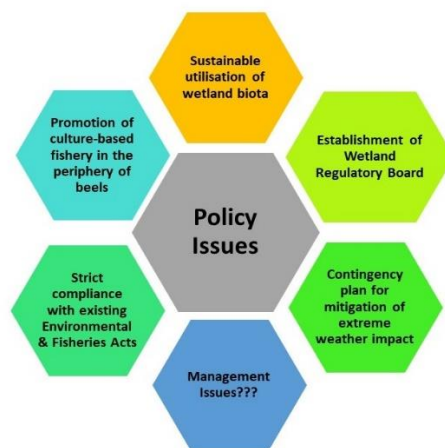 Sustainable
utilisation of
wetland biota
Promotion of
culture-based
fishery in the
periphery of
beels
Establishment of
Wetland
Regulatory Board
Policy
Issues
Strict
compliance
with existing
Environmental
& Fisheries Acts
Contingency
plan for
mitigation of
extreme
weather impact
Management
Issues???